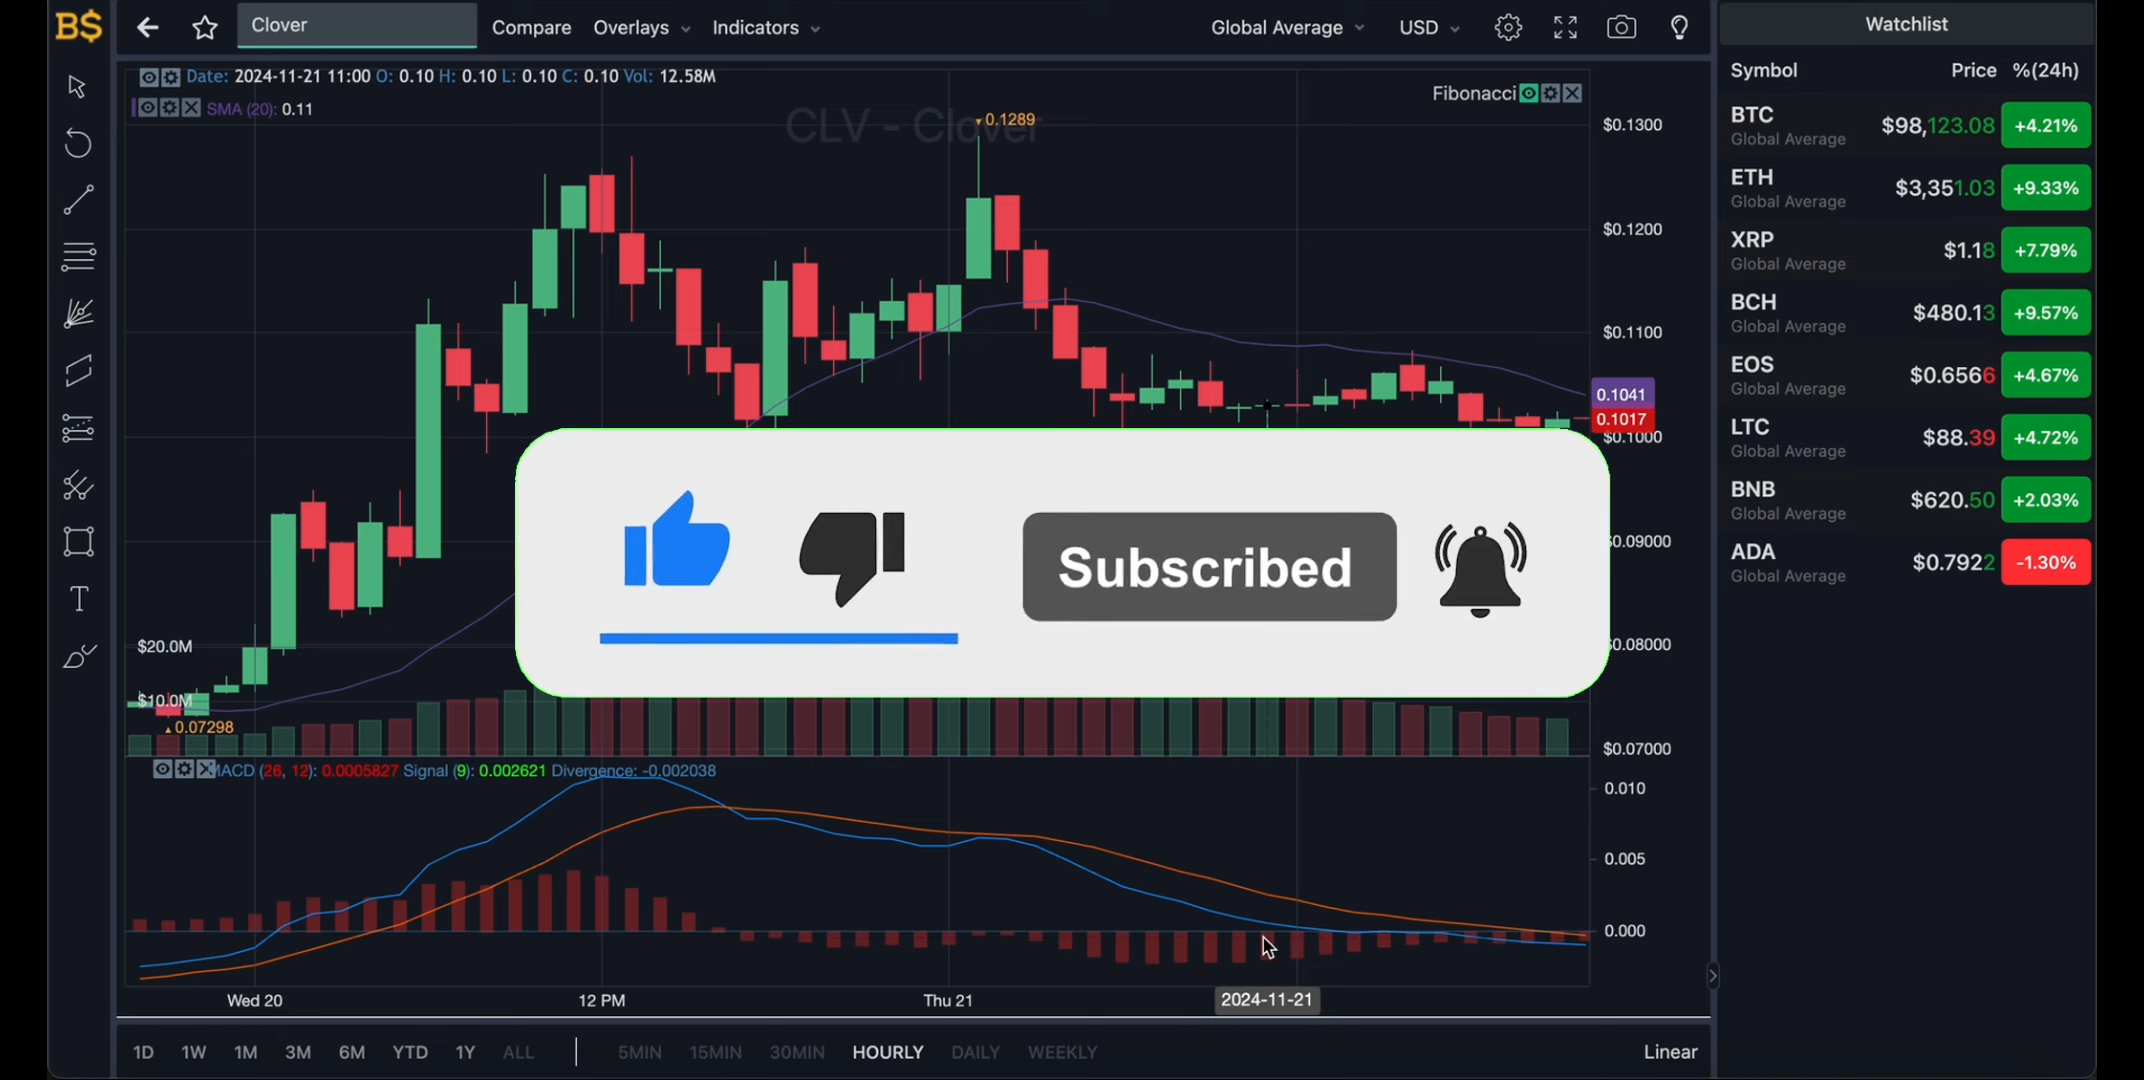 B$
Clover
Compare
Overlays
Indicators
Global Average
USD
Watchlist
Date: 2024-11-21 11:00 O: 0.10 H: 0.10 L: 0.10 C: 0.10 Vol: 12.58M
SMA (20): 0.11
CLV - Clover
Fibonacci
0.1289
$0.1300
$0.1200
$0.1100
0.1041
0.1017
$0.1000
$0.09000
$0.08000
$0.07000
$20.0M
$10.0M
0.07298
Subscribed
MACD (26, 12): 0.0005827 Signal (9): 0.002621 Divergence: -0.002038
0.010
0.005
0.000
Wed 20
12 PM
Thu 21
2024-11-21
1D 1W 1M 3M 6M YTD 1Y ALL
5MIN 15MIN 30MIN HOURLY DAILY WEEKLY
Linear
Symbol Price %(24h)
BTC $98,123.08 +4.21%
Global Average
ETH $3,351.03 +9.33%
Global Average
XRP $1.18 +7.79%
Global Average
BCH $480.13 +9.57%
Global Average
EOS $0.6566 +4.67%
Global Average
LTC $88.39 +4.72%
Global Average
BNB $620.50 +2.03%
Global Average
ADA $0.7922 -1.30%
Global Average
T